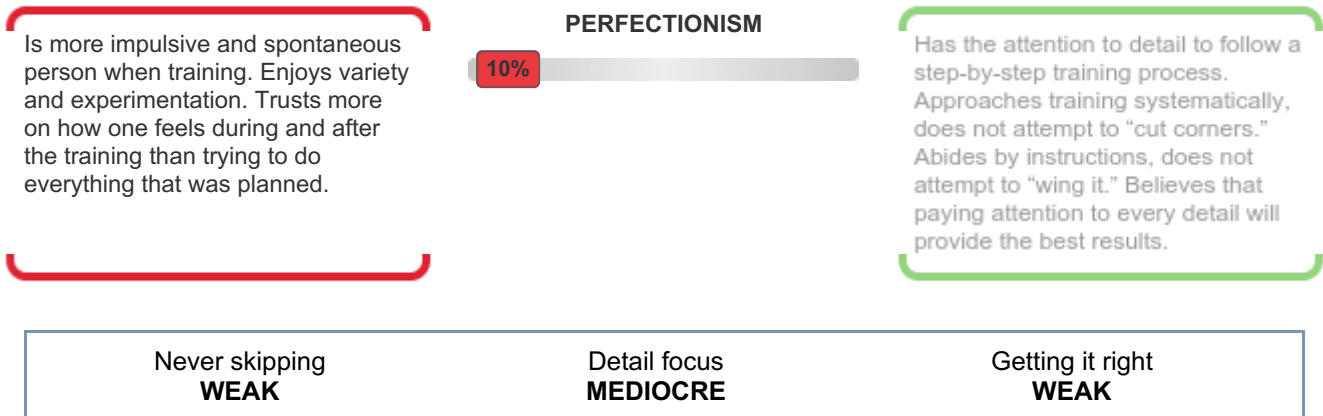 PERFECTIONISM
Is more impulsive and spontaneous
person when training. Enjoys variety
and experimentation. Trusts more
on how one feels during and after
the training than trying to do
everything that was planned.
10%
Has the attention to detail to follow a
step-by-step training process.
Approaches training systematically,
does not attempt to “cut corners.”
Abides by instructions, does not
attempt to “wing it.” Believes that
paying attention to every detail will
provide the best results.
Never skipping
WEAK
Detail focus
MEDIOCRE
Getting it right
WEAK